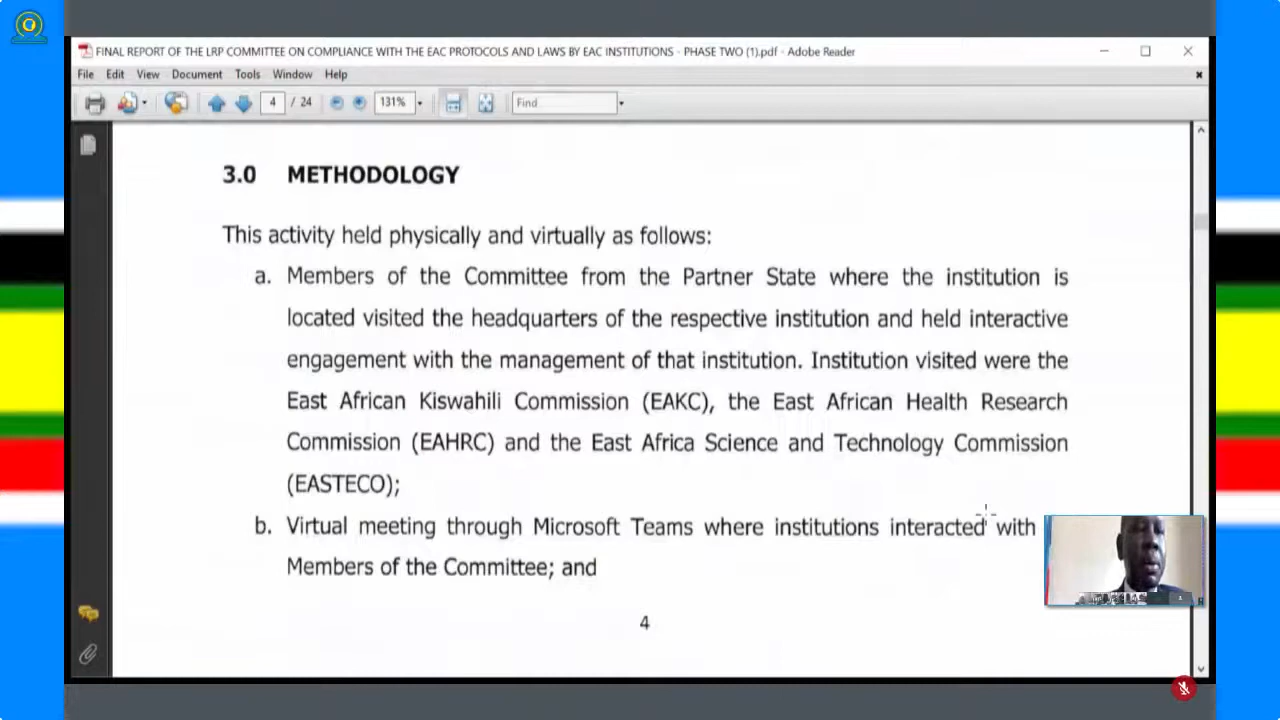 FINAL REPORT OF THE LRP COMMITTEE ON COMPLIANCE WITH THE EAC PROTOCOLS AND LAWS BY EAC INSTITUTIONS - PHASE TWO (1).pdf - Adobe Reader
File Edit View Document Tools Window Help
4 / 24 131% Find
3.0 METHODOLOGY
This activity held physically and virtually as follows:
a. Members of the Committee from the Partner State where the institution is
located visited the headquarters of the respective institution and held interactive
engagement with the management of that institution. Institution visited were the
East African Kiswahili Commission (EAKC), the East African Health Research
Commission (EAHRC) and the East Africa Science and Technology Commission
(EASTECO);
b. Virtual meeting through Microsoft Teams where institutions interacted with
Members of the Committee; and
4